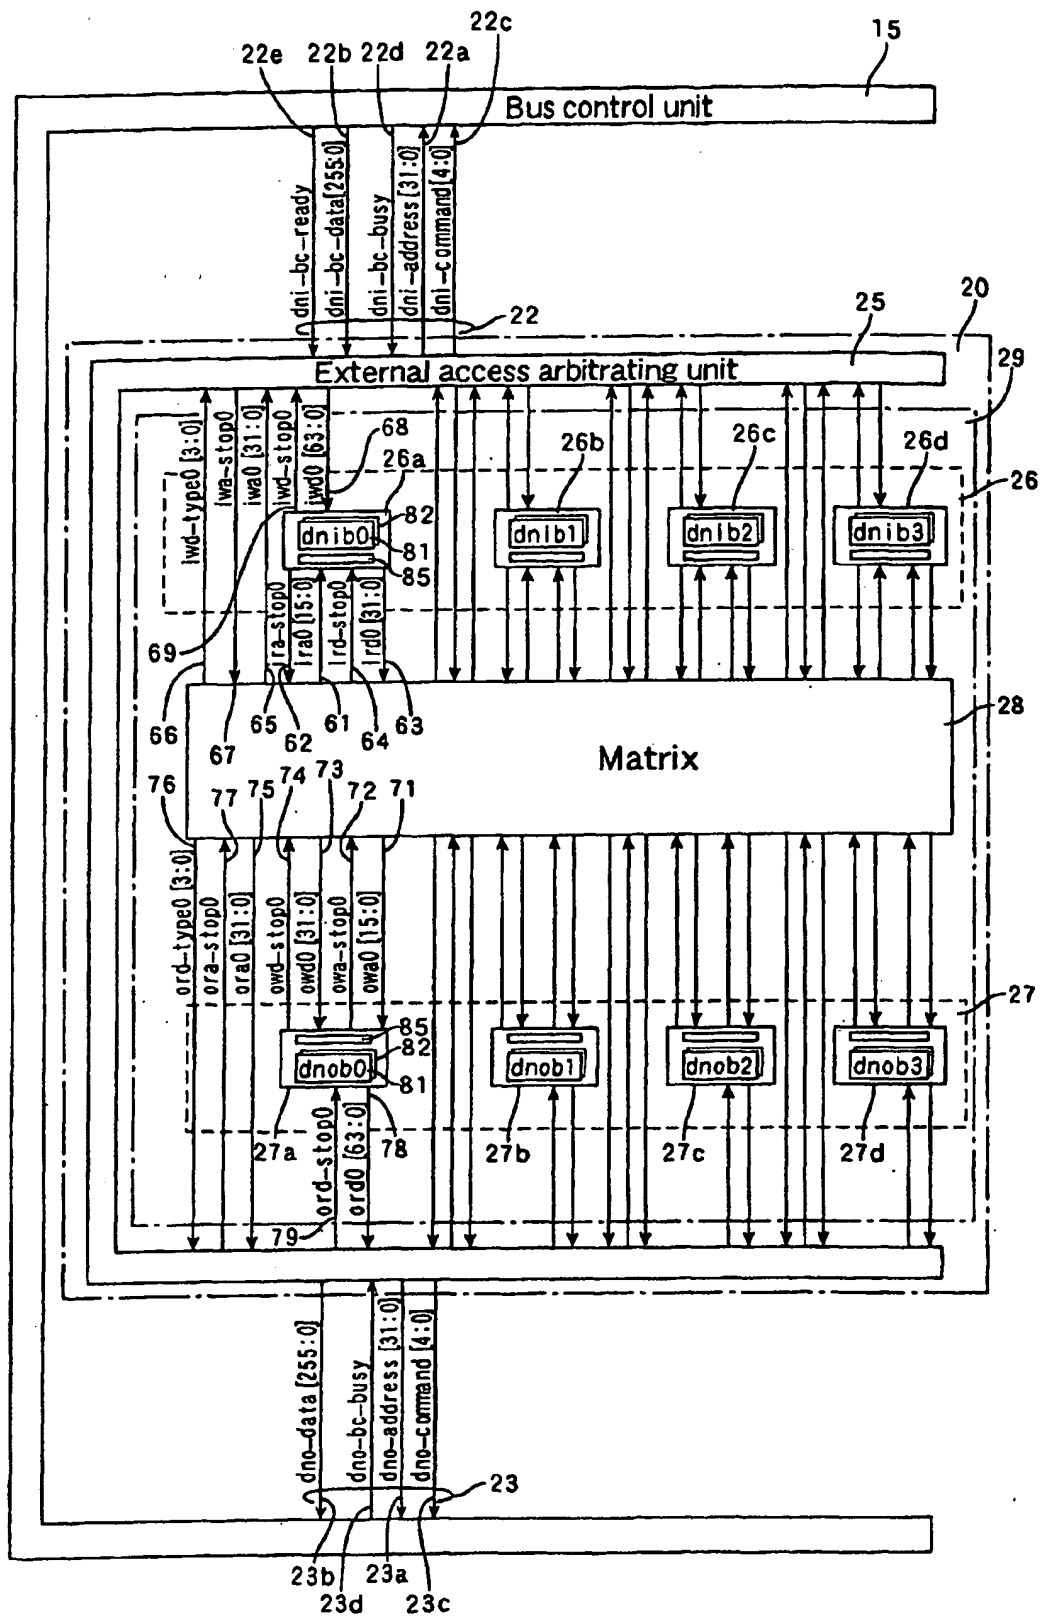 22c
22e 22b 22d 22a 15
Bus control unit
dni-bc-ready
dni-bc-data[255:0]
dni-bc-busy
dni-address [31:0]
dni-command[4:0]
22
20
25
External access arbitrating unit
29
iwd-type0 [3:0]
iwa-stop0
iwa0 [31:0]
iwd-stop0
iwd0 [63:0]
68
26a
26b
26c
26d
26
82
dnib0
81
85
dnib1
dnib2
dnib3
ira-stop0
ira0 [15:0]
ird-stop0
ird0 [31:0]
69
66
67
65
62
61
64
63
28
Matrix
76
77
75
74
73
72
71
ord-type0 [3:0]
ora-stop0
ora0 [31:0]
owd-stop0
owd0 [31:0]
owa-stop0
owa0 [15:0]
27
85
82
dnob0
81
dnob1
dnob2
dnob3
27a
78
27b
27c
27d
ord-stop0
ord0 [63:0]
79
dno-data [255:0]
dno-bc-busy
dno-address [31:0]
dno-command [4:0]
23
23b
23d
23a
23c